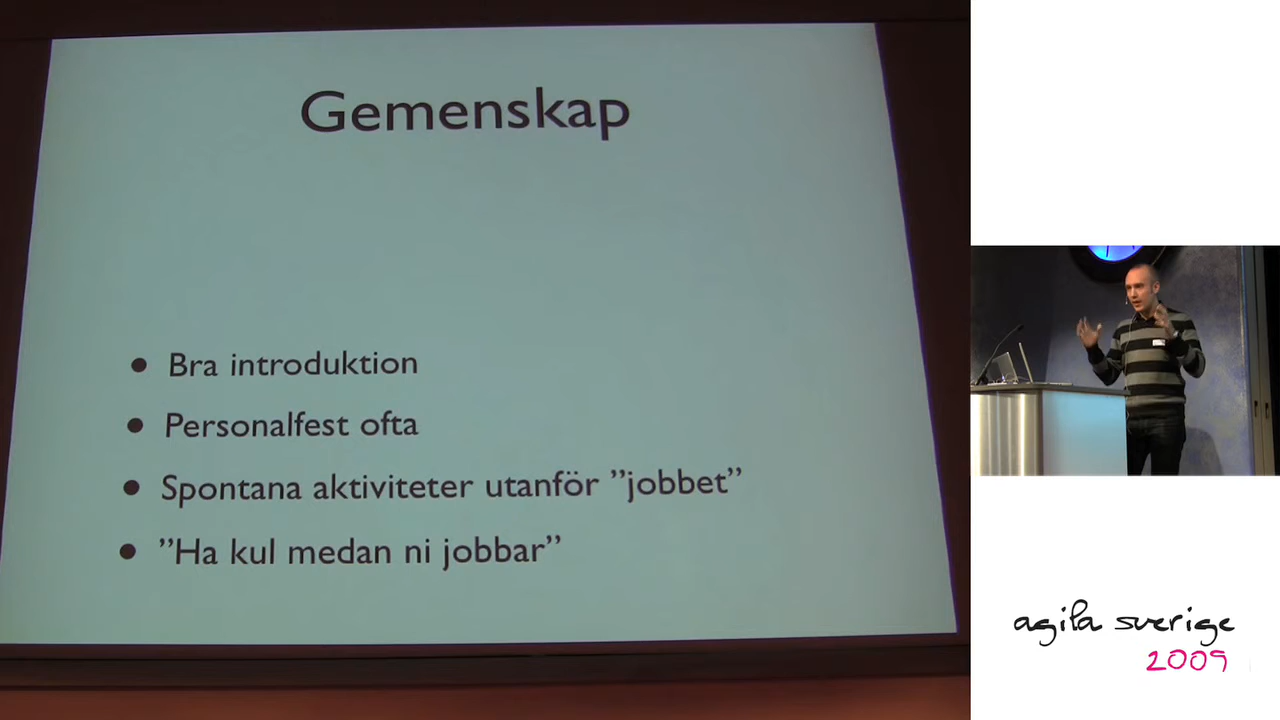 Gemenskap
• Bra introduktion
• Personalfest ofta
• Spontana aktiviteter utanför ”jobbet”
• ”Ha kul medan ni jobbar”
agila sverige
2009